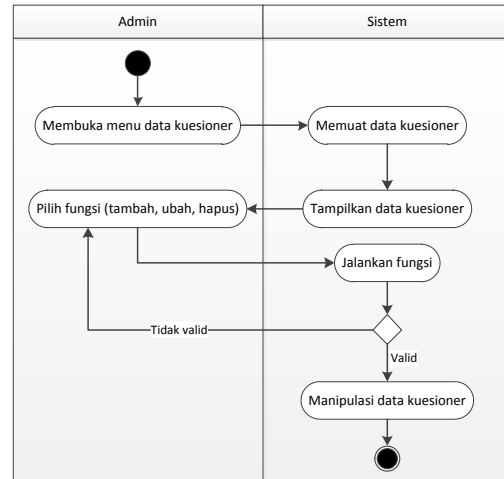 Admin
Sistem
Membuka menu data kuesioner
Memuat data kuesioner
Pilih fungsi (tambah, ubah, hapus)
Tampilkan data kuesioner
Jalankan fungsi
Tidak valid
Valid
Manipulasi data kuesioner